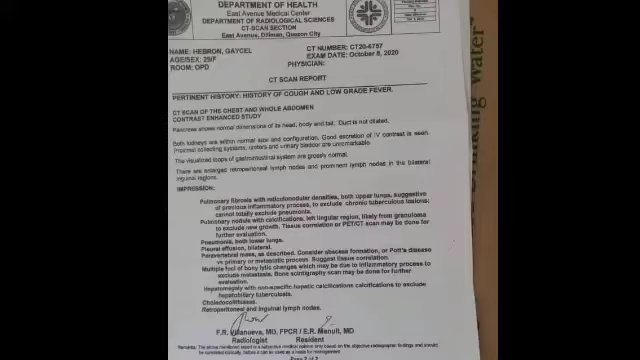 DEPARTMENT OF HEALTH
East Avenue Medical Center
DEPARTMENT OF RADIOLOGICAL SCIENCES
CT-SCAN SECTION
East Avenue, Diliman, Quezon City
NAME: HEBRON, GAYCEL
CT NUMBER: CT20-6757
AGE/SEX: 29/F
EXAM DATE: October 8, 2020
ROOM: OPD
PHYSICIAN:
CT SCAN REPORT
PERTINENT HISTORY: HISTORY OF COUGH AND LOW GRADE FEVER.
CT SCAN OF THE CHEST AND WHOLE ABDOMEN
CONTRAST ENHANCED STUDY
Pancreas shows normal dimensions of its head, body and tail. Duct is not dilated.
Both kidneys are within normal size and configuration. Good excretion of IV contrast is seen.
Proximal collecting systems, ureters and urinary bladder are unremarkable.
The visualized loops of gastrointestinal system are grossly normal.
There are enlarged retroperitoneal lymph nodes and prominent lymph nodes in the bilateral
inguinal regions.
IMPRESSION:
Pulmonary fibrosis with reticulonodular densities, both upper lungs, suggestive
of previous inflammatory process, to exclude chronic tuberculous lesions;
cannot totally exclude pneumonia.
Pulmonary nodule with calcifications, left lingular region, likely from granuloma
to exclude new growth. Tissue correlation or PET/CT scan may be done for
further evaluation.
Pneumonia, both lower lungs.
Pleural effusion, bilateral.
Paravertebral mass, as described. Consider abscess formation, or Pott's disease
vs primary or metastatic process. Suggest tissue correlation.
Multiple foci of bony lytic changes which may be due to inflammatory process to
exclude metastasis. Bone scintigraphy scan may be done for further
evaluation.
Hepatomegaly with non-specific hepatic calcifications calcifications to exclude
hepatobiliary tuberculosis.
Choledocolithiases.
Retroperitoneal and inguinal lymph nodes.
F.R. Villanueva, MD, FPCR / E.R. Manuit, MD
Radiologist Resident
Page 2 of 2
drinking Water"